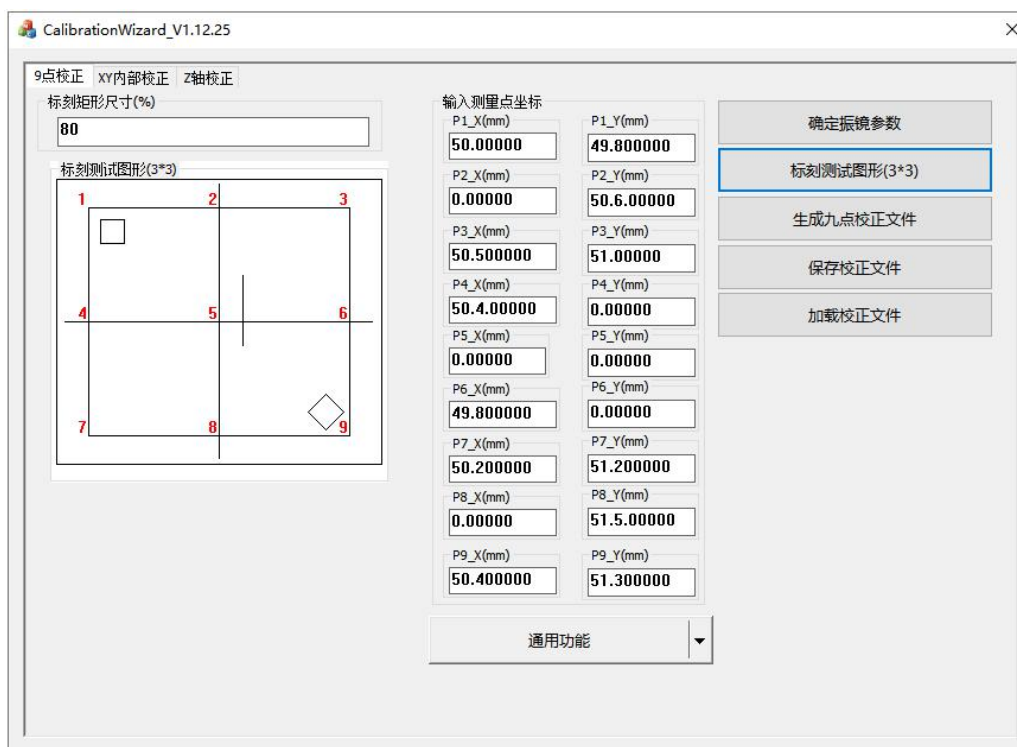 CalibrationWizard_V1.12.25
9点校正 XY内部校正 Z轴校正
标刻矩形尺寸(%)
80
标刻测试图形(3*3)
1 2 3
4 5 6
7 8 9
输入测量点坐标
P1_X(mm) P1_Y(mm)
50.00000 49.800000
P2_X(mm) P2_Y(mm)
0.00000 50.6.00000
P3_X(mm) P3_Y(mm)
50.500000 51.00000
P4_X(mm) P4_Y(mm)
50.4.00000 0.00000
P5_X(mm) P5_Y(mm)
0.00000 0.00000
P6_X(mm) P6_Y(mm)
49.800000 0.00000
P7_X(mm) P7_Y(mm)
50.200000 51.200000
P8_X(mm) P8_Y(mm)
0.00000 51.5.00000
P9_X(mm) P9_Y(mm)
50.400000 51.300000
通用功能
确定振镜参数
标刻测试图形(3*3)
生成九点校正文件
保存校正文件
加载校正文件